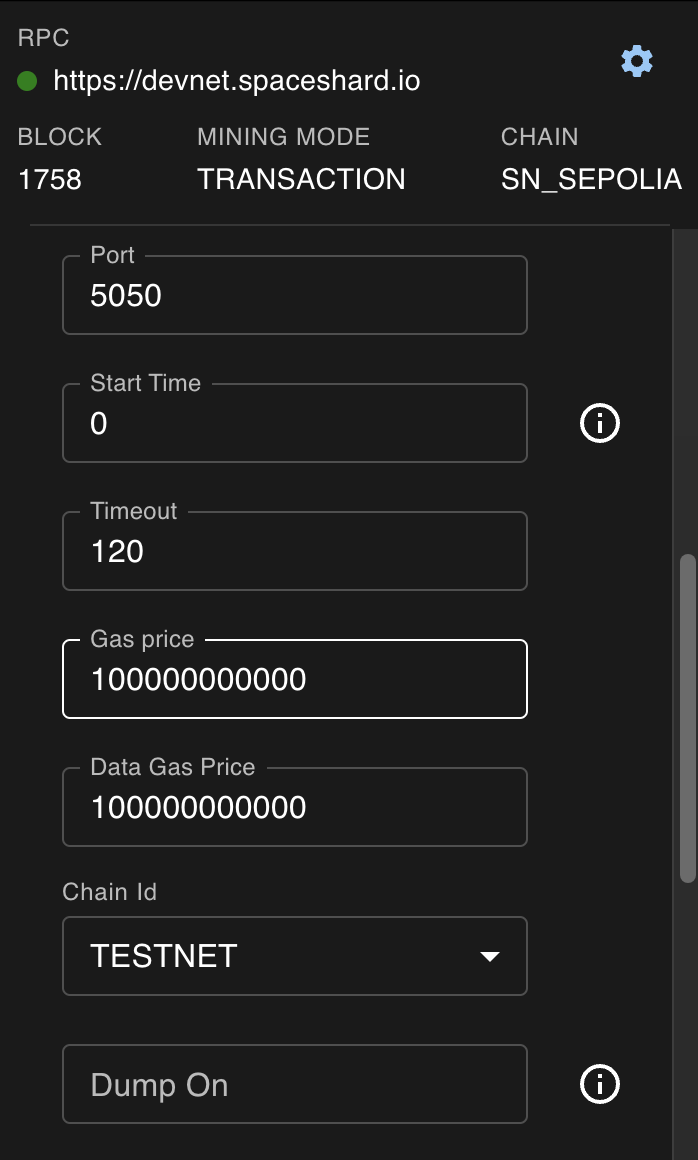 RPC
https://devnet.spaceshard.io
BLOCK MINING MODE CHAIN
1758 TRANSACTION SN_SEPOLIA
Port
5050
Start Time
0
Timeout
120
Gas price
100000000000
Data Gas Price
100000000000
Chain Id
TESTNET
Dump On